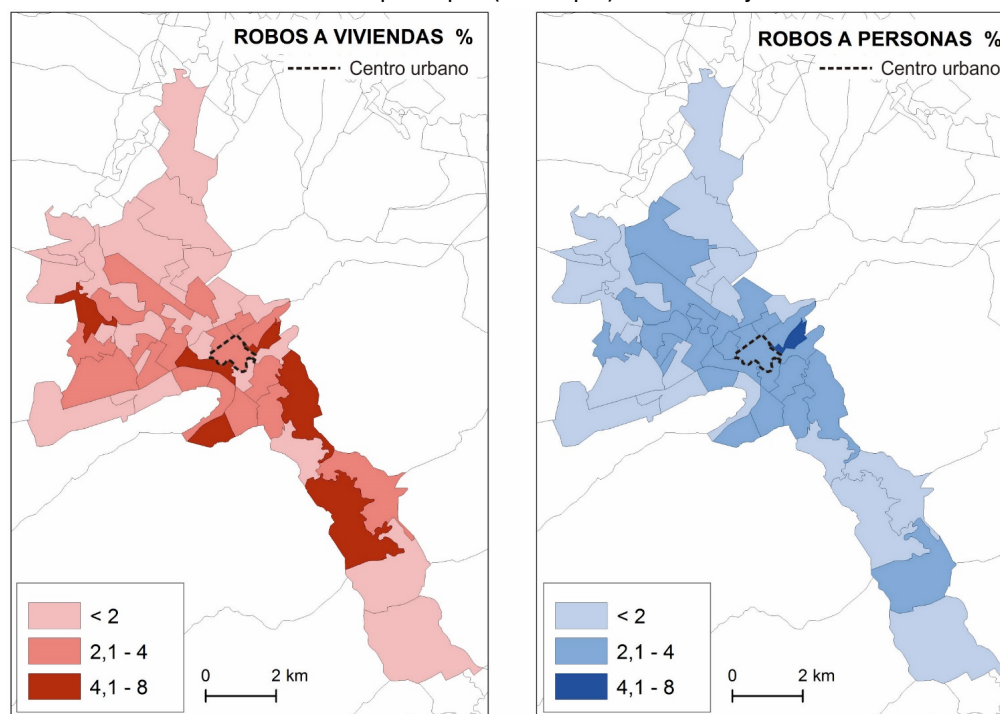 ROBOS A VIVIENDAS %
Centro urbano
< 2
2,1 - 4
4,1 - 8
0 2 km
ROBOS A PERSONAS %
Centro urbano
< 2
2,1 - 4
4,1 - 8
0 2 km